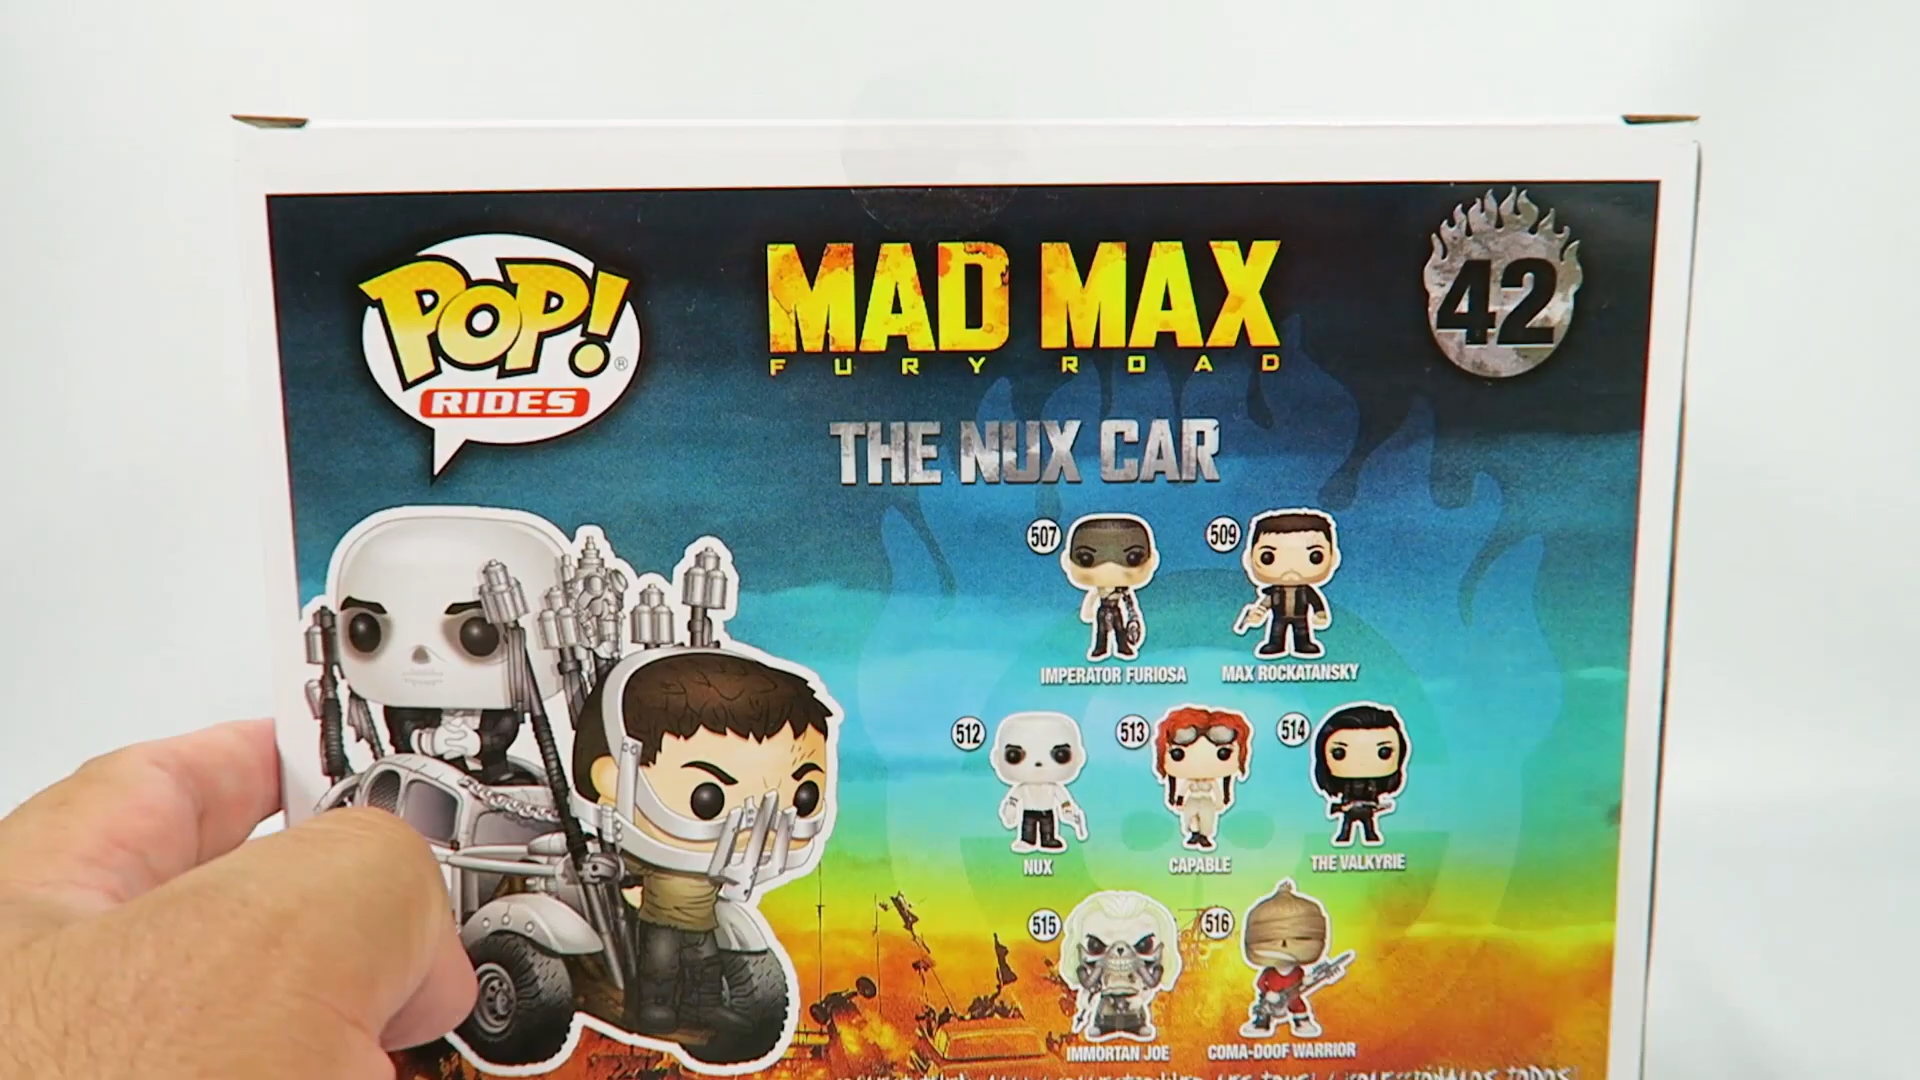 POP!®
RIDES
MAD MAX
FURY ROAD
42
THE NUX CAR
507
509
IMPERATOR FURIOSA
MAX ROCKATANSKY
512
513
514
NUX
CAPABLE
THE VALKYRIE
515
516
IMMORTAN JOE
COMA-DOOF WARRIOR